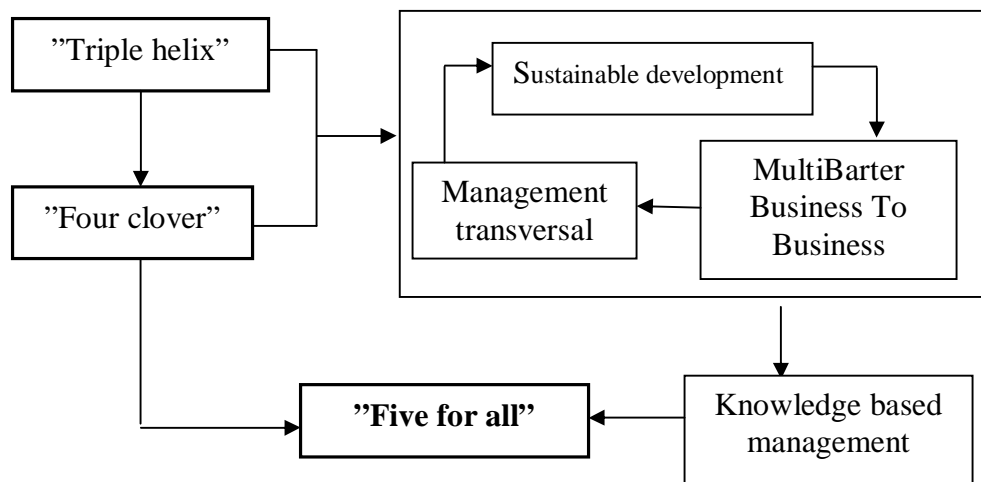 ”Triple helix”
Sustainable development
”Four clover”
Management
transversal
MultiBarter
Business To
Business
”Five for all”
Knowledge based
management